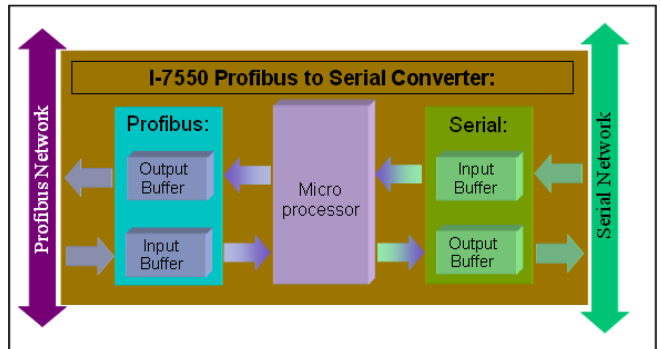 I-7550 Profibus to Serial Converter:
Profibus Network
Profibus:
Output
Buffer
Input
Buffer
Micro
processor
Serial:
Input
Buffer
Output
Buffer
Serial Network